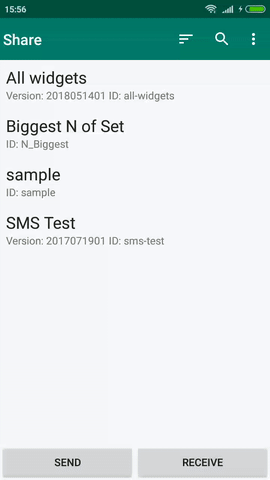 15:56
Share
All widgets
Version: 2018051401 ID: all-widgets
Biggest N of Set
ID: N_Biggest
sample
ID: sample
SMS Test
Version: 2017071901 ID: sms-test
SEND RECEIVE